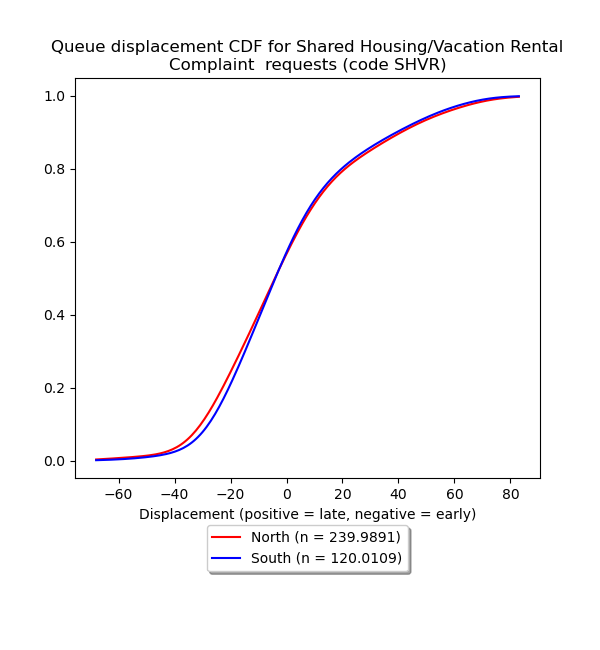 Queue displacement CDF for Shared Housing/Vacation Rental
Complaint  requests (code SHVR)
1.0
0.8
0.6
0.4
0.2
0.0
−60 −40 −20 0 20 40 60 80
Displacement (positive = late, negative = early)
North (n = 239.9891)
South (n = 120.0109)